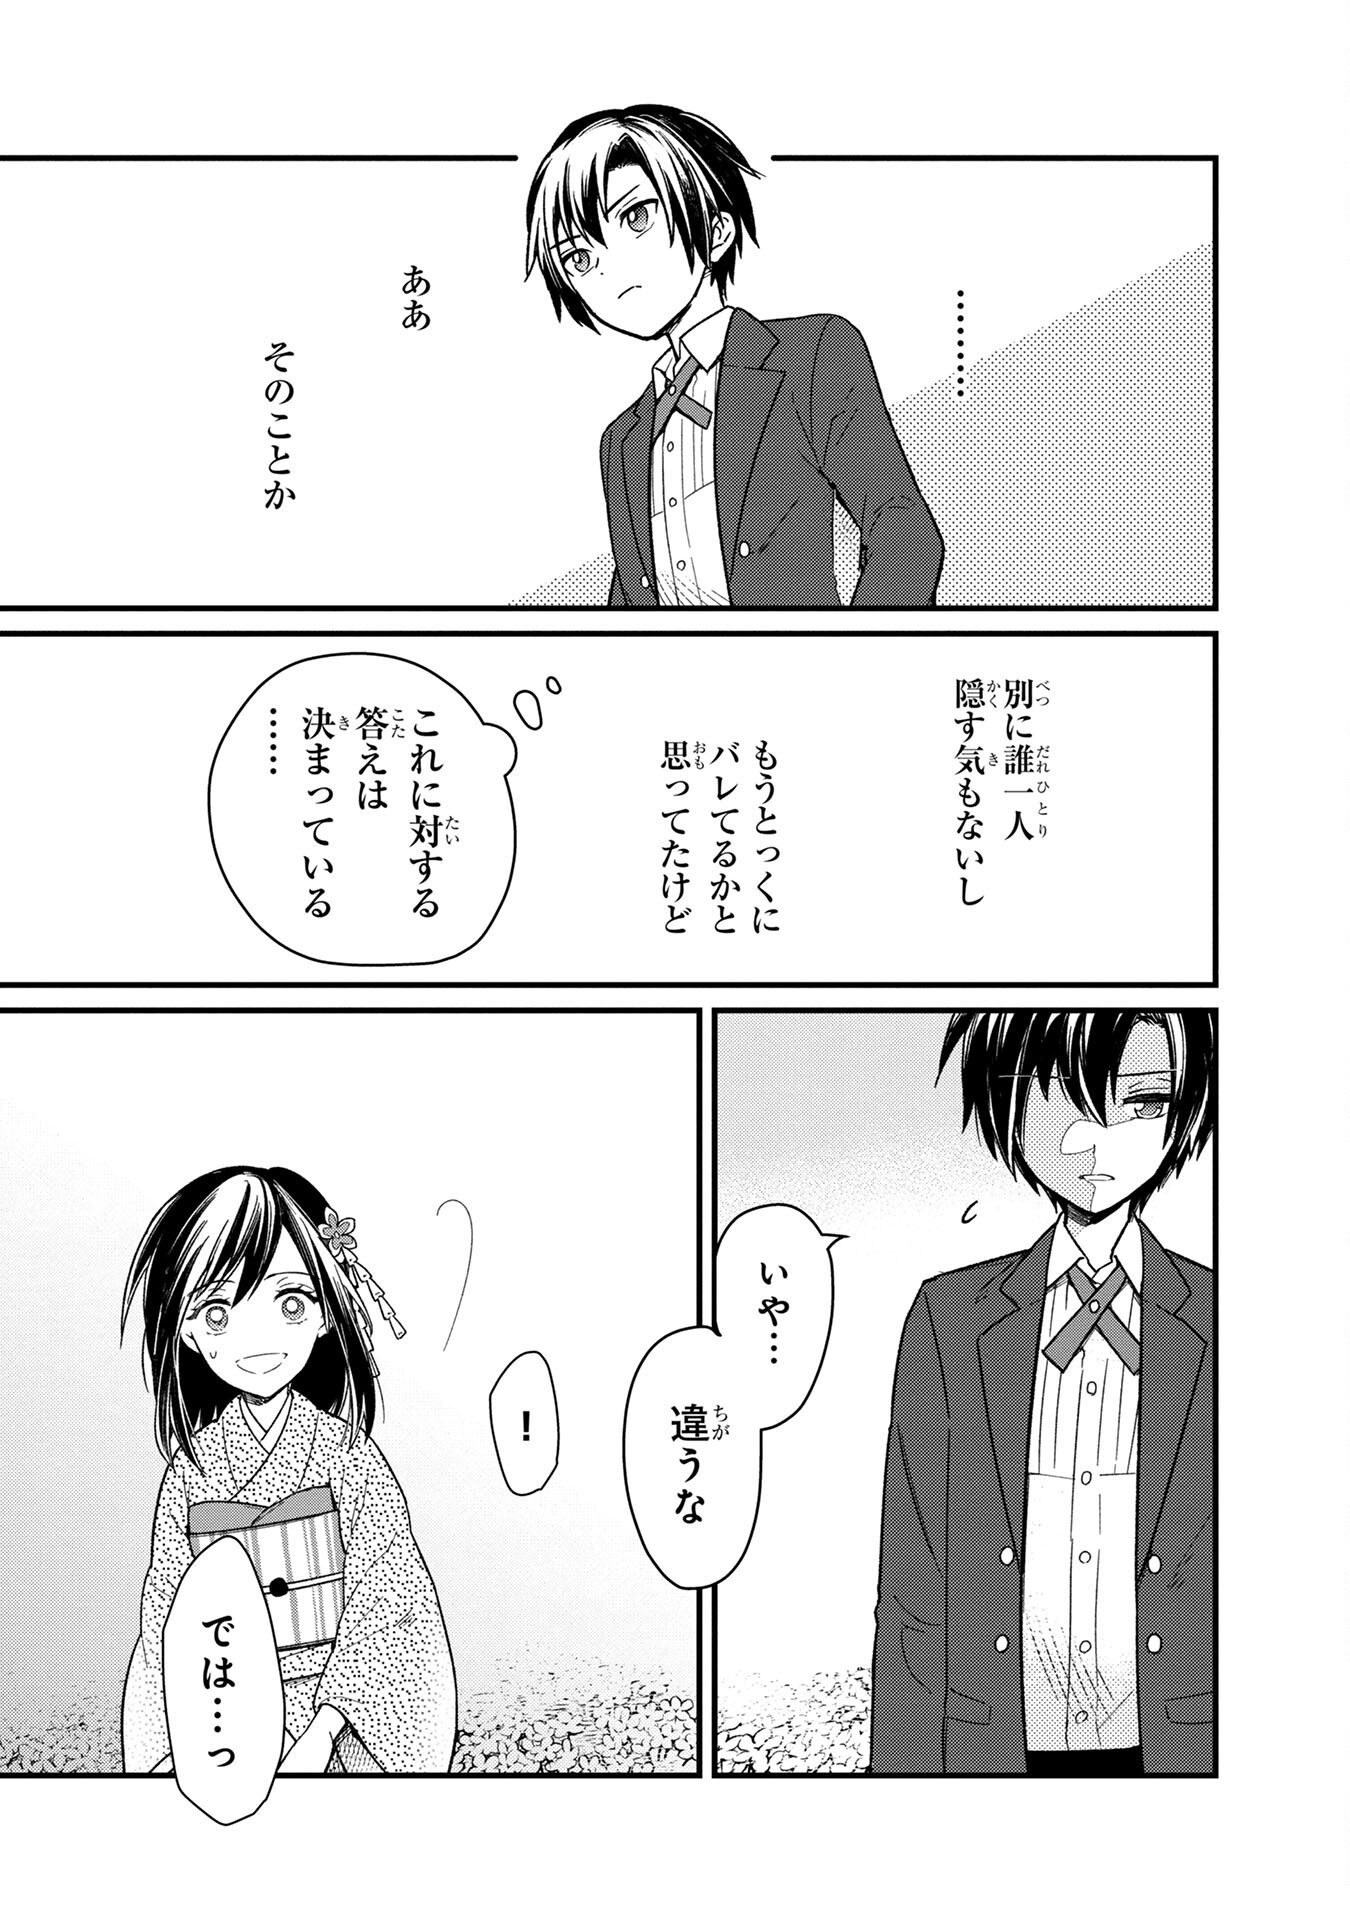 ………
ああ
そのことか
別に誰一人
隠す気もないし
もうとっくに
バレてるかと
思ってたけど
これに対する
答えは
決まっている
……
いや…
違うな
！
では…っ